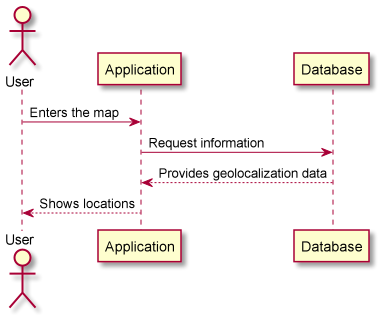 User
Application
Database
Enters the map
Request information
Provides geolocalization data
Shows locations
User
Application
Database